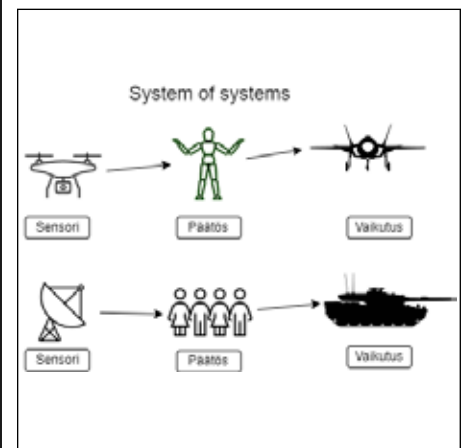 System of systems
Sensori
Päätös
Vaikutus
Sensori
Päätös
Vaikutus